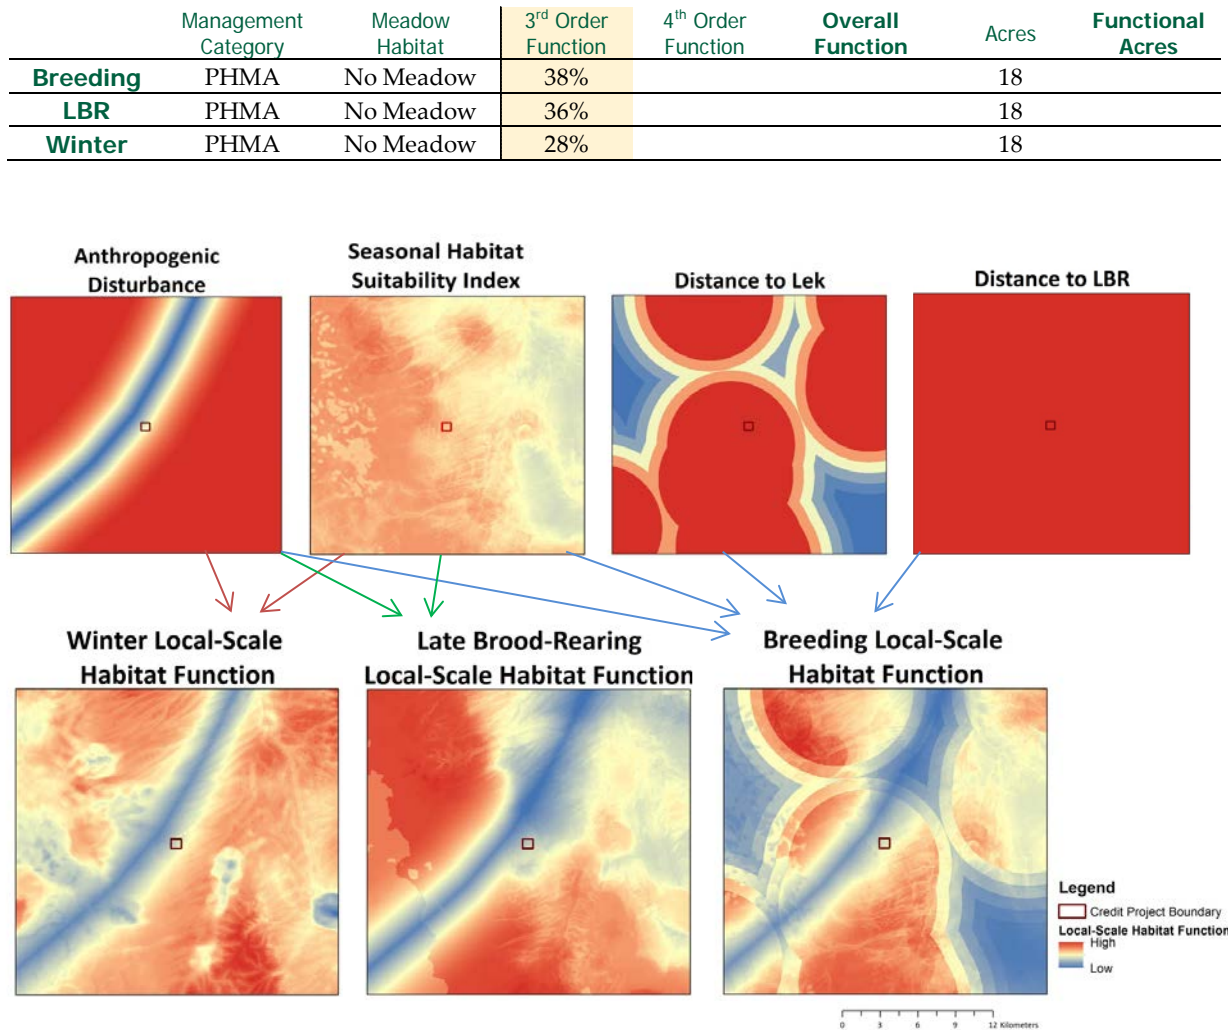 Management Category Meadow Habitat 3rd Order Function 4th Order Function Overall Function Acres Functional Acres
Breeding PHMA No Meadow 38% 18
LBR PHMA No Meadow 36% 18
Winter PHMA No Meadow 28% 18
Anthropogenic
Disturbance
Seasonal Habitat
Suitability Index
Distance to Lek
Distance to LBR
Winter Local-Scale
Habitat Function
Late Brood-Rearing
Local-Scale Habitat Function
Breeding Local-Scale
Habitat Function
Legend
Credit Project Boundary
Local-Scale Habitat Function
High
Low
0 3 6 9 12 Kilometers